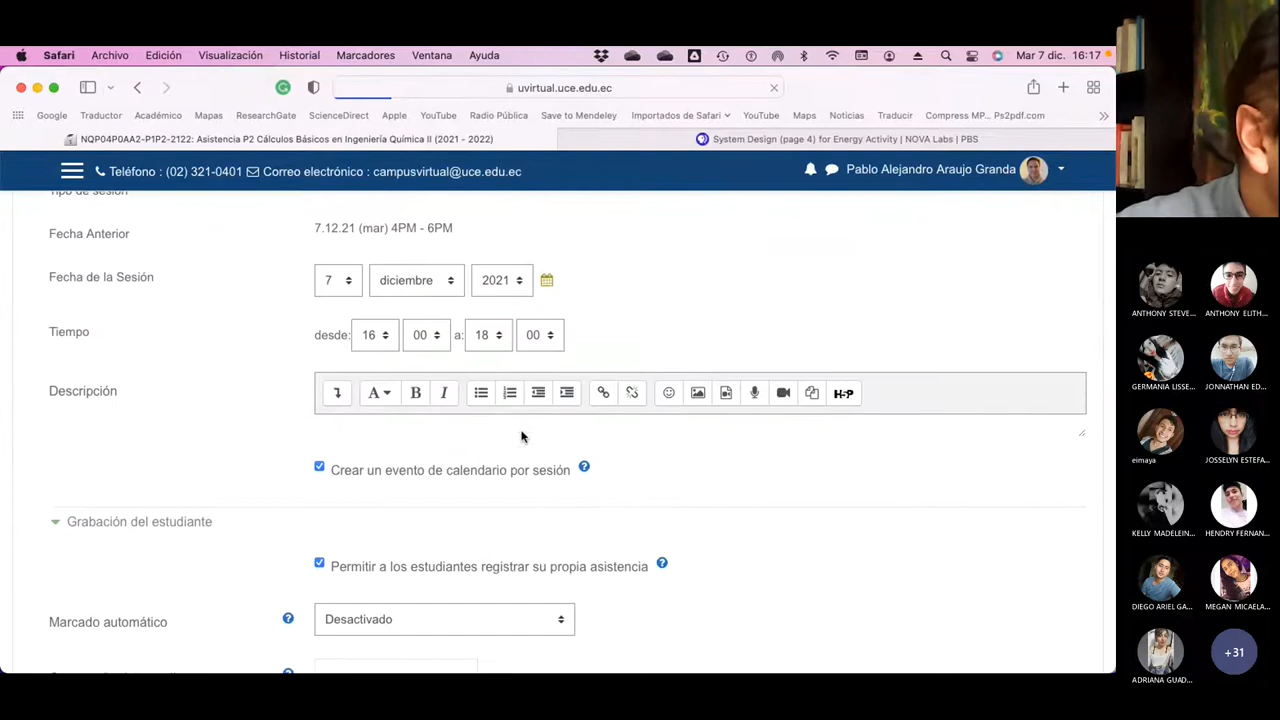 Safari Archivo Edición Visualización Historial Marcadores Ventana Ayuda Mar 7 dic. 16:17
uvirtual.uce.edu.ec
Google Traductor Académico Mapas ResearchGate ScienceDirect Apple YouTube Radio Pública Save to Mendeley Importados de Safari YouTube Maps Noticias Traducir Compress MP... Ps2pdf.com
NQP04P0AA2-P1P2-2122: Asistencia P2 Cálculos Básicos en Ingeniería Química II (2021 - 2022) System Design (page 4) for Energy Activity | NOVA Labs | PBS
Teléfono : (02) 321-0401 Correo electrónico : campusvirtual@uce.edu.ec Pablo Alejandro Araujo Granda
Tipo de sesión
Fecha Anterior 7.12.21 (mar) 4PM - 6PM
Fecha de la Sesión 7 diciembre 2021
Tiempo desde: 16 00 a: 18 00
Descripción A B I H-P
Crear un evento de calendario por sesión
Grabación del estudiante
Permitir a los estudiantes registrar su propia asistencia
Marcado automático Desactivado
ANTHONY STEVE... ANTHONY ELITH...
GERMANIA LISSE... JONNATHAN ED...
eimaya JOSSELYN ESTEFA...
KELLY MADELEIN... HENDRY FERNAN...
DIEGO ARIEL GA... MEGAN MICAELA...
+31
ADRIANA GUAD...